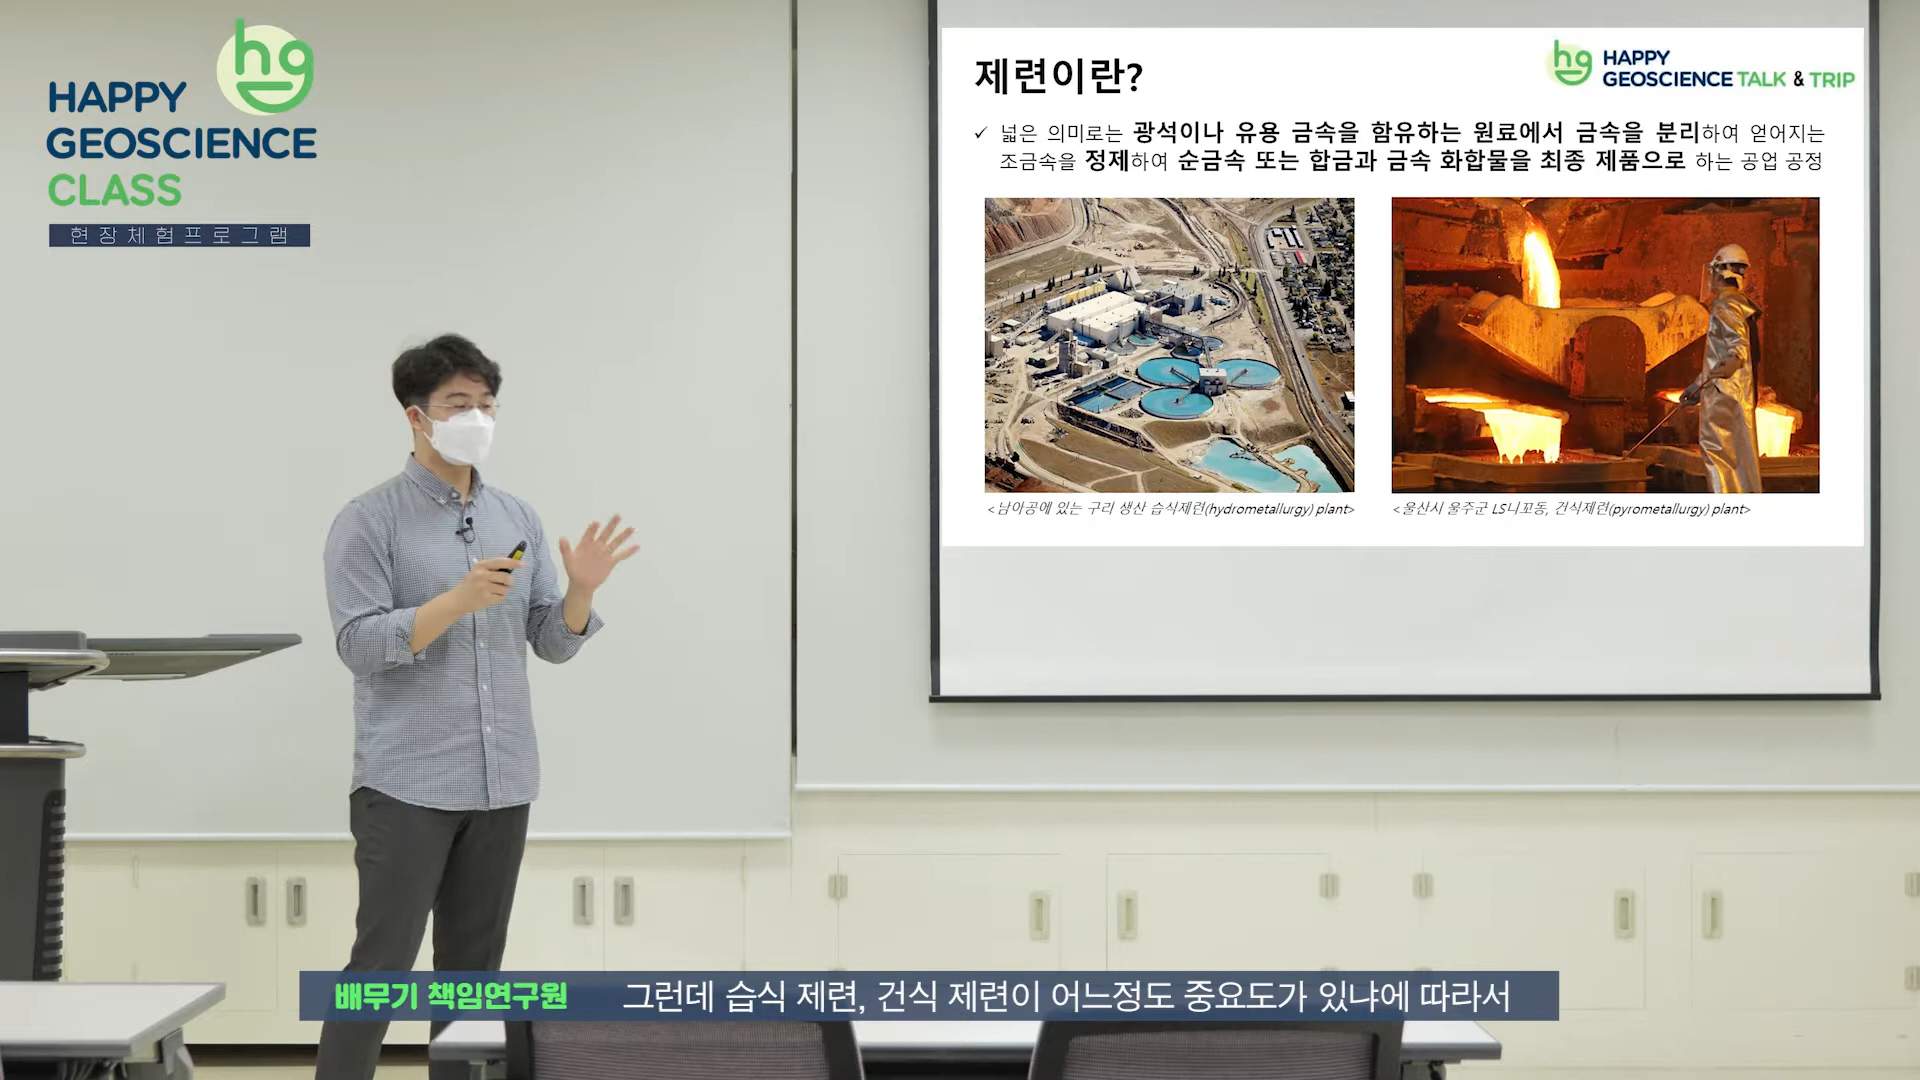 hg
HAPPY
GEOSCIENCE
CLASS
현장체험프로그램
제련이란?
hg HAPPY
GEOSCIENCE TALK & TRIP
✓ 넓은 의미로는 광석이나 유용 금속을 함유하는 원료에서 금속을 분리하여 얻어지는
조금속을 정제하여 순금속 또는 합금과 금속 화합물을 최종 제품으로 하는 공업 공정
<남아공에 있는 구리 생산 습식제련(hydrometallurgy) plant>
<울산시 울주군 LS니꼬동, 건식제련(pyrometallurgy) plant>
배무기 책임연구원 그런데 습식 제련, 건식 제련이 어느정도 중요도가 있냐에 따라서